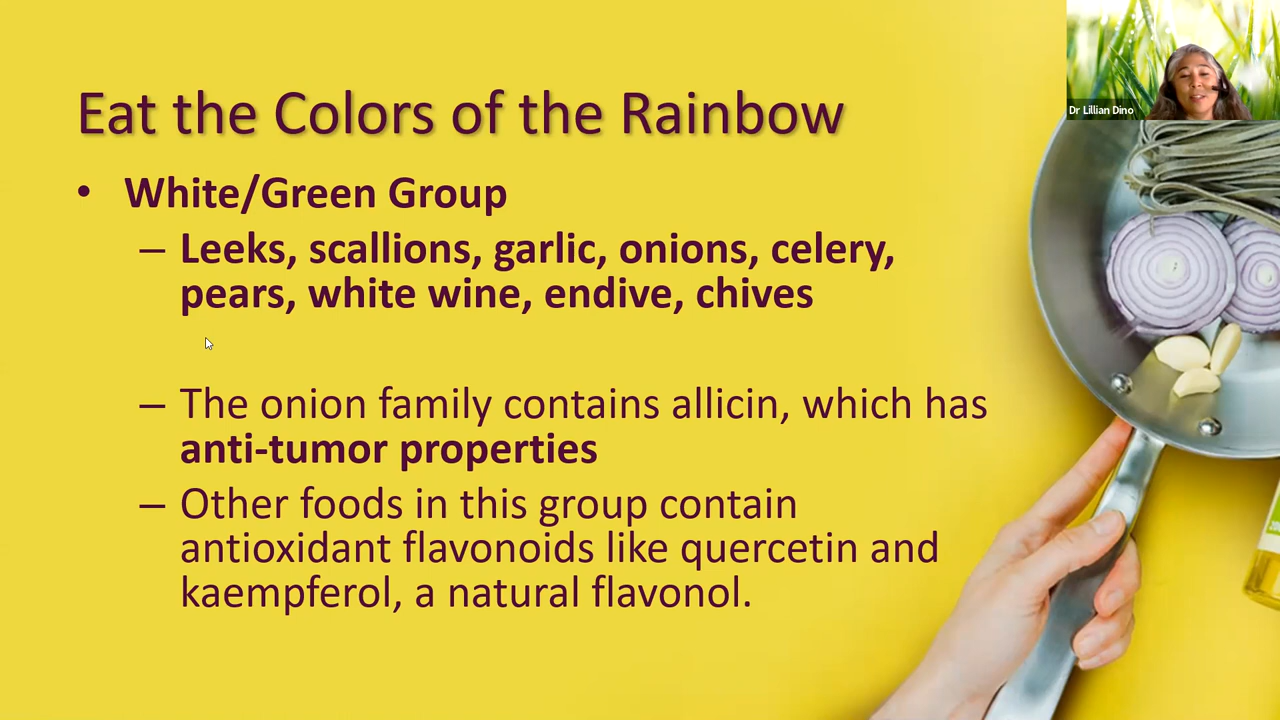 Dr Lillian Dino
Eat the Colors of the Rainbow
• White/Green Group
– Leeks, scallions, garlic, onions, celery,
pears, white wine, endive, chives
– The onion family contains allicin, which has
anti-tumor properties
– Other foods in this group contain
antioxidant flavonoids like quercetin and
kaempferol, a natural flavonol.